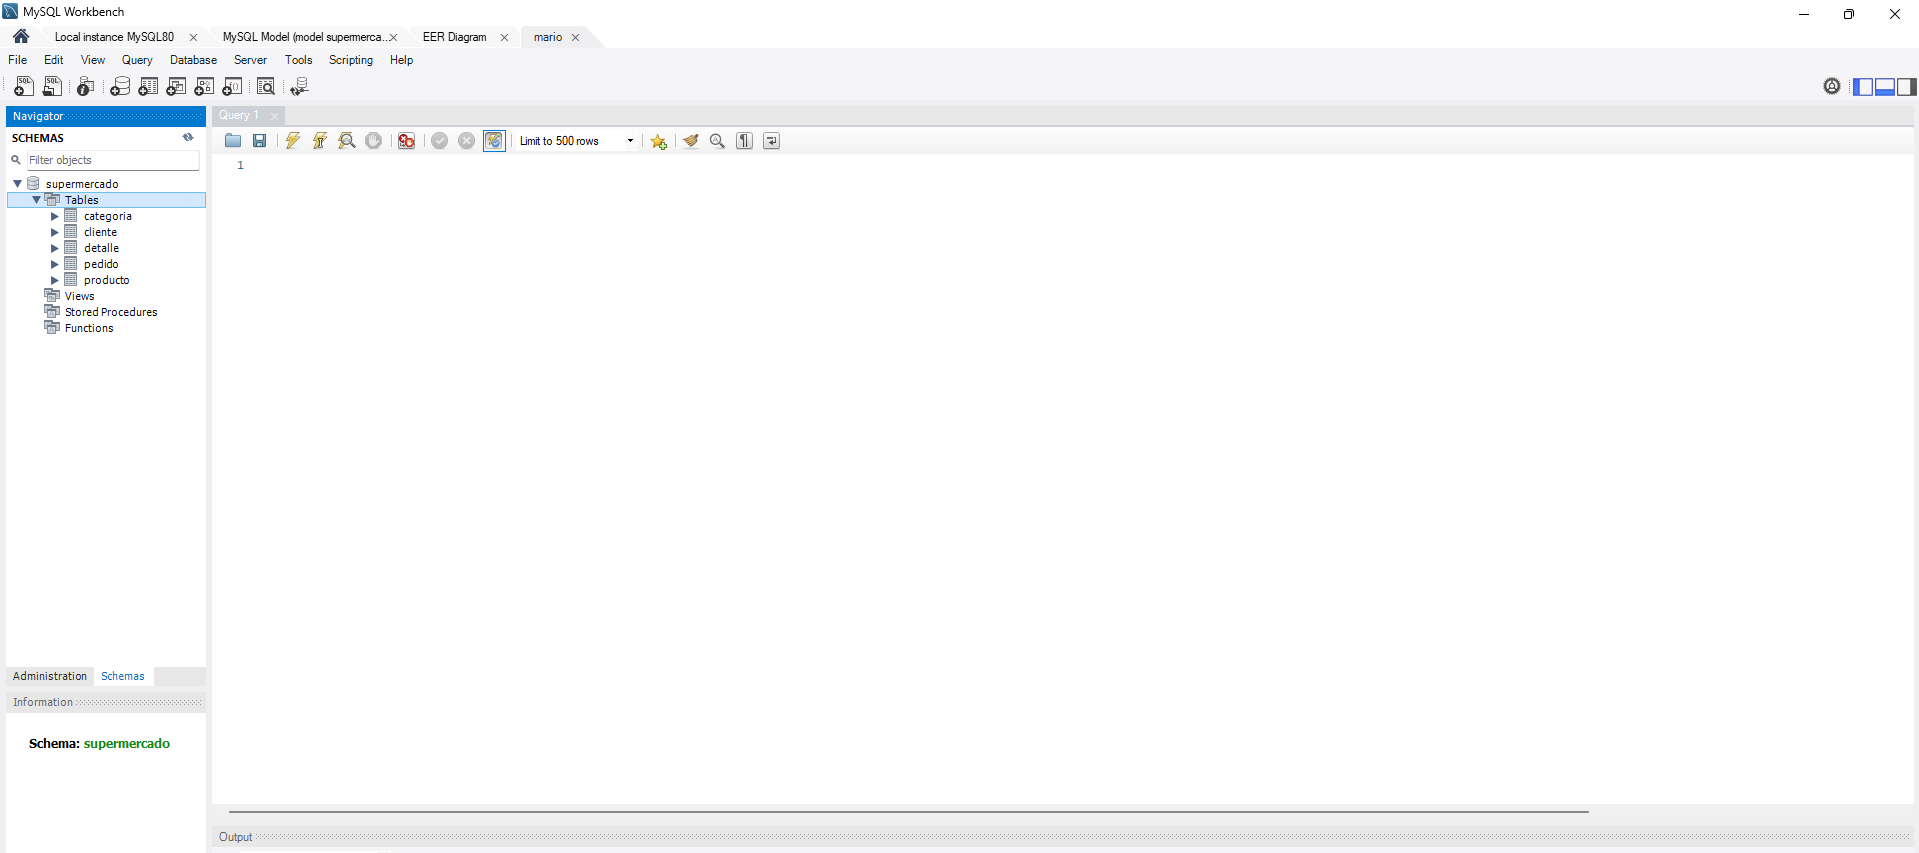 MySQL Workbench
Local instance MySQL80
MySQL Model (model supermerca..
EER Diagram
mario
File Edit View Query Database Server Tools Scripting Help
Navigator
Query 1
SCHEMAS
Limit to 500 rows
Filter objects
1
supermercado
Tables
categoria
cliente
detalle
pedido
producto
Views
Stored Procedures
Functions
Administration Schemas
Information
Schema: supermercado
Output